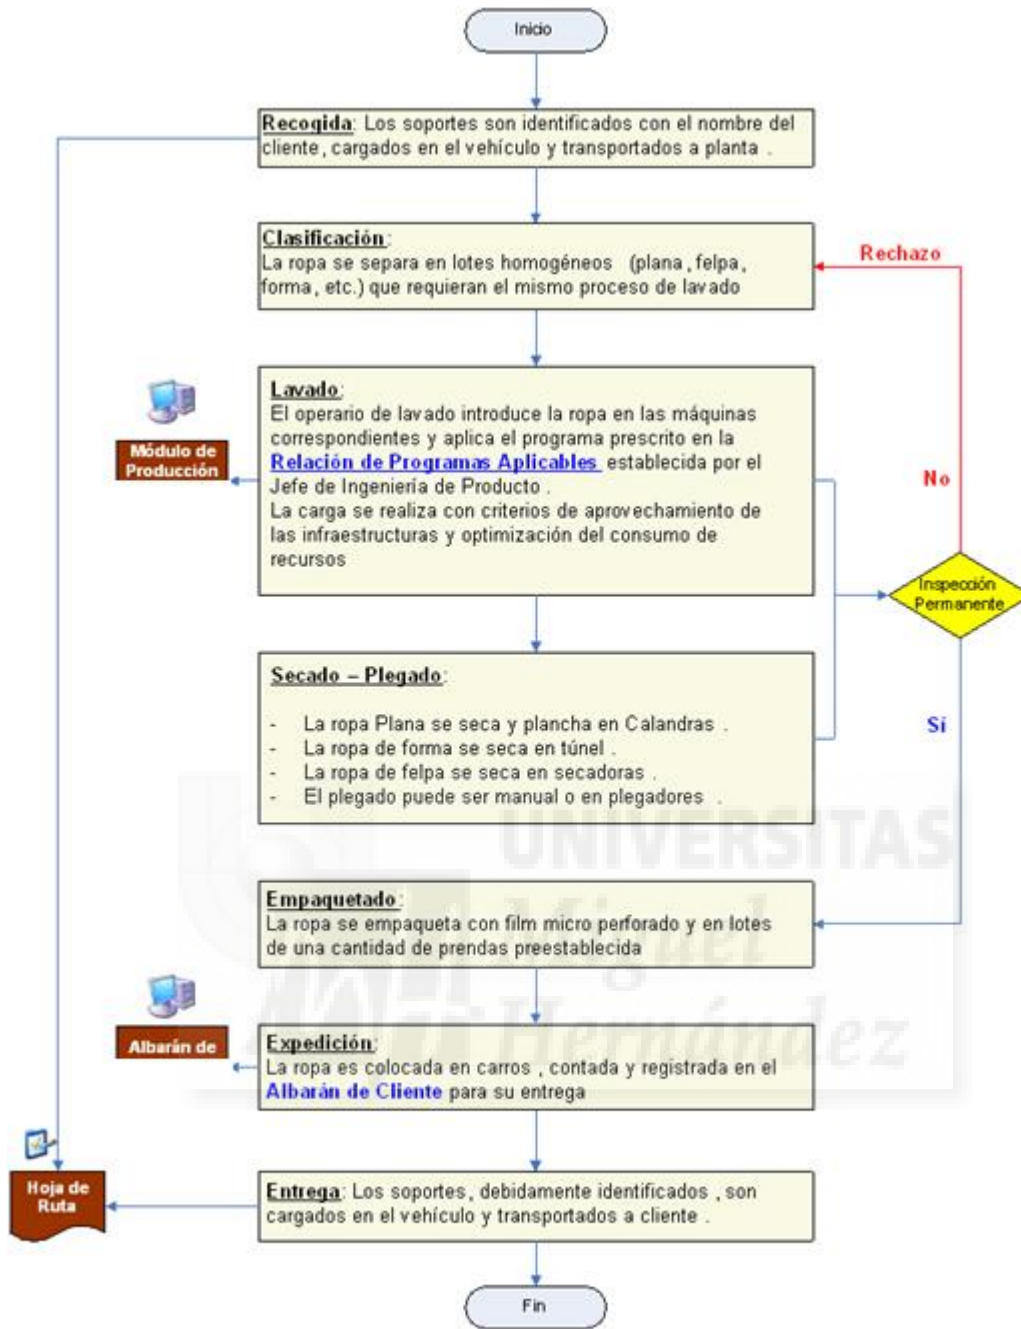 Inicio
Recogida: Los soportes son identificados con el nombre del
cliente, cargados en el vehículo y transportados a planta .
Clasificación:
La ropa se separa en lotes homogéneos (plana, felpa,
forma, etc.) que requieran el mismo proceso de lavado
Rechazo
Lavado:
El operario de lavado introduce la ropa en las máquinas
correspondientes y aplica el programa prescrito en la
Relación de Programas Aplicables establecida por el
Jefe de Ingeniería de Producto .
La carga se realiza con criterios de aprovechamiento de
las infraestructuras y optimización del consumo de
recursos
Módulo de
Producción
No
Inspección
Permanente
Sí
Secado – Plegado:
- La ropa Plana se seca y plancha en Calandras .
- La ropa de forma se seca en túnel .
- La ropa de felpa se seca en secadoras .
- El plegado puede ser manual o en plegadores .
UNIVERSITAS
Miguel
Hernández
Empaquetado:
La ropa se empaqueta con film micro perforado y en lotes
de una cantidad de prendas preestablecida
Albarán de
Expedición:
La ropa es colocada en carros , contada y registrada en el
Albarán de Cliente para su entrega
Hoja de
Ruta
Entrega: Los soportes, debidamente identificados , son
cargados en el vehículo y transportados a cliente .
Fin